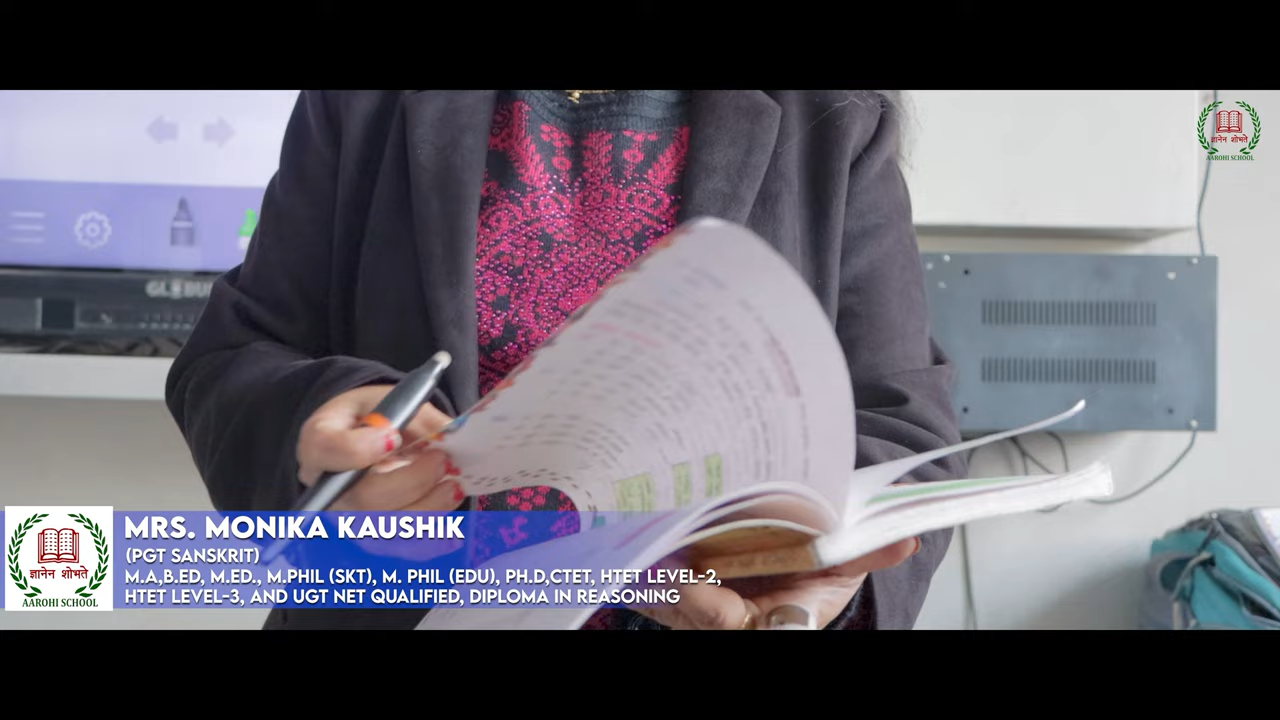 ज्ञानेन शोभते
AAROHI SCHOOL
MRS. MONIKA KAUSHIK
(PGT SANSKRIT)
M.A,B.ED, M.ED., M.PHIL (SKT), M. PHIL (EDU), PH.D,CTET, HTET LEVEL-2,
HTET LEVEL-3, AND UGT NET QUALIFIED, DIPLOMA IN REASONING
ज्ञानेन शोभते
AAROHI SCHOOL